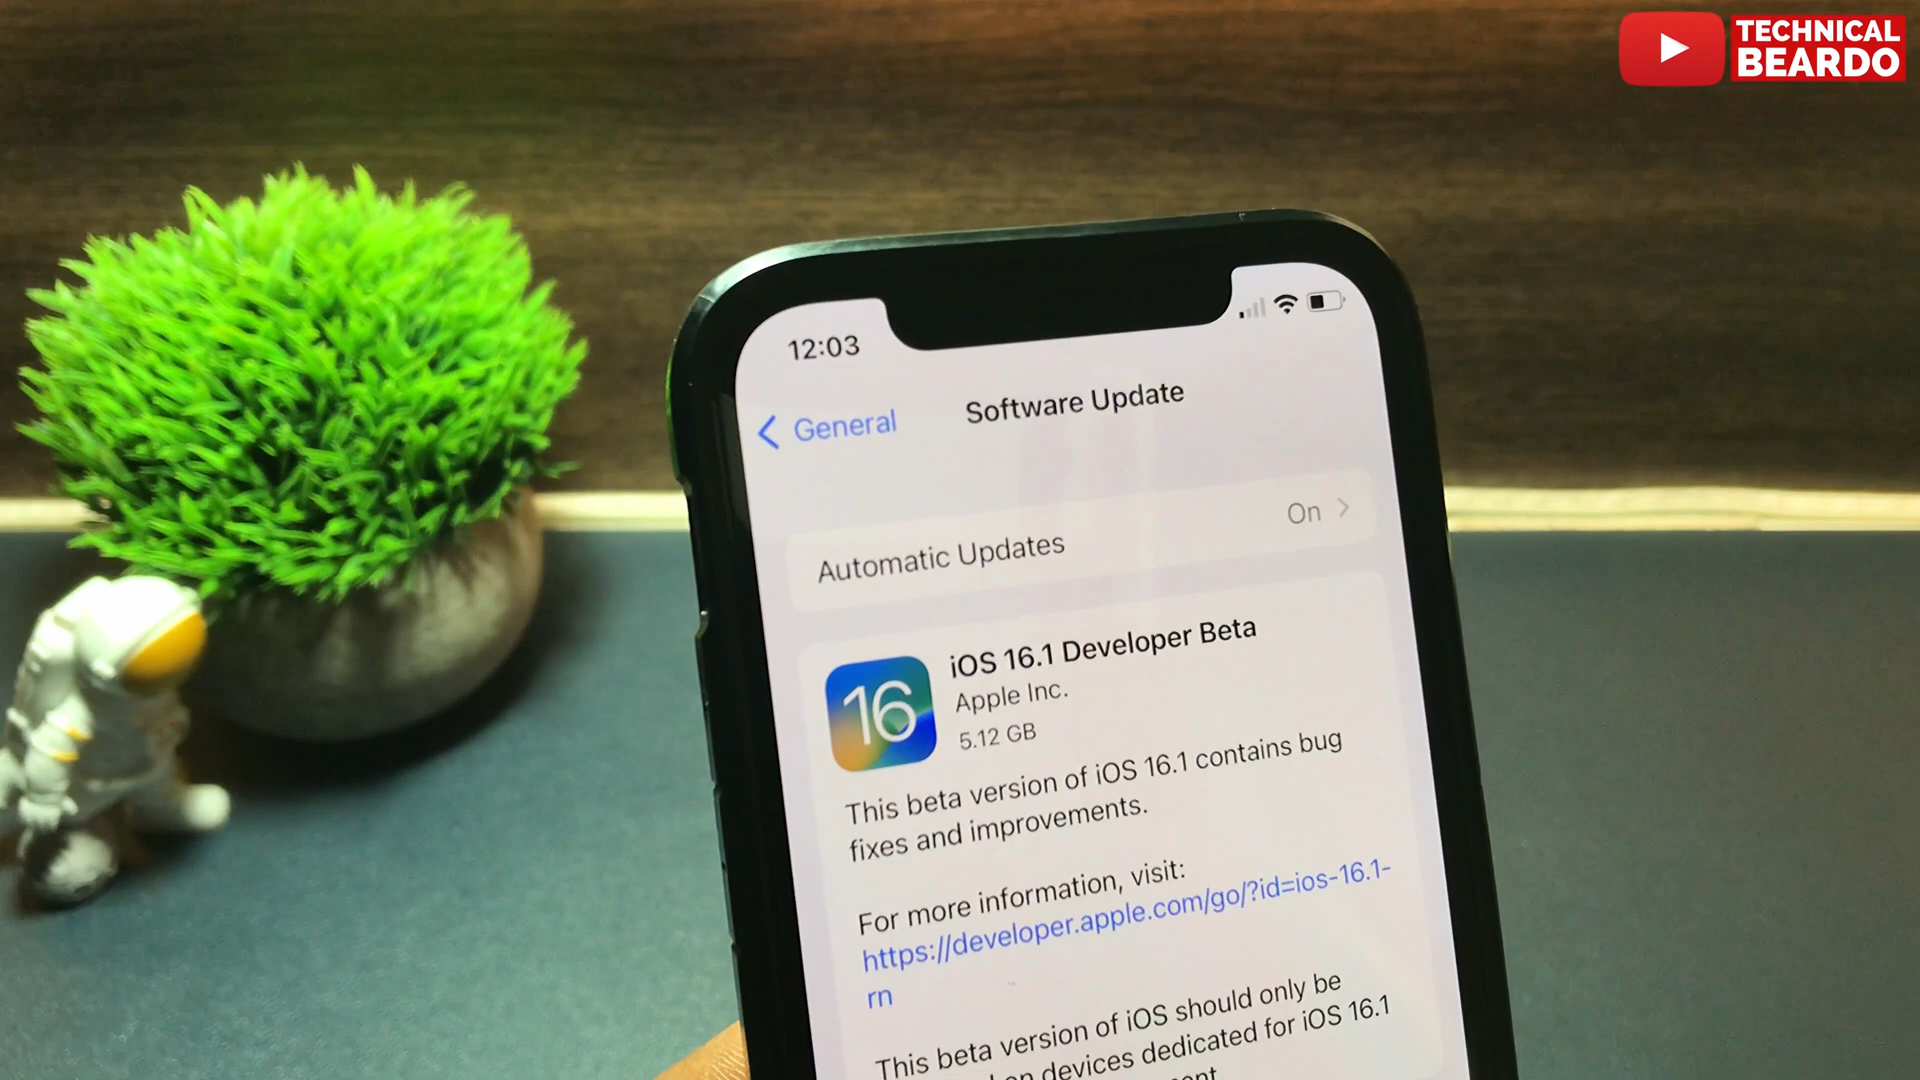 TECHNICAL
BEARDO
12:03
General
Software Update
Automatic Updates
On
16
iOS 16.1 Developer Beta
Apple Inc.
5.12 GB
This beta version of iOS 16.1 contains bug
fixes and improvements.
For more information, visit:
https://developer.apple.com/go/?id=ios-16.1-
rn
This beta version of iOS should only be
on devices dedicated for iOS 16.1